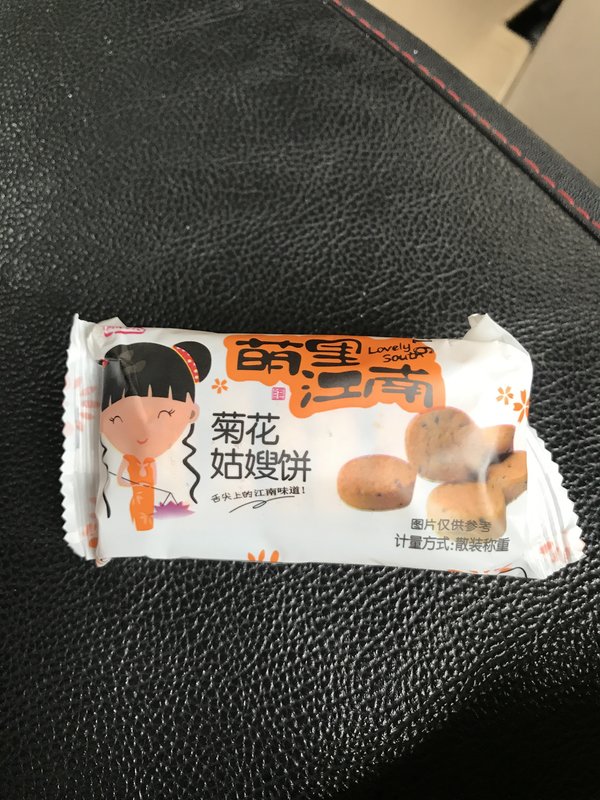 萌里江南
Lovely
South
菊花
姑嫂饼
舌尖上的江南味道!
图片仅供参考
计量方式:散装称重